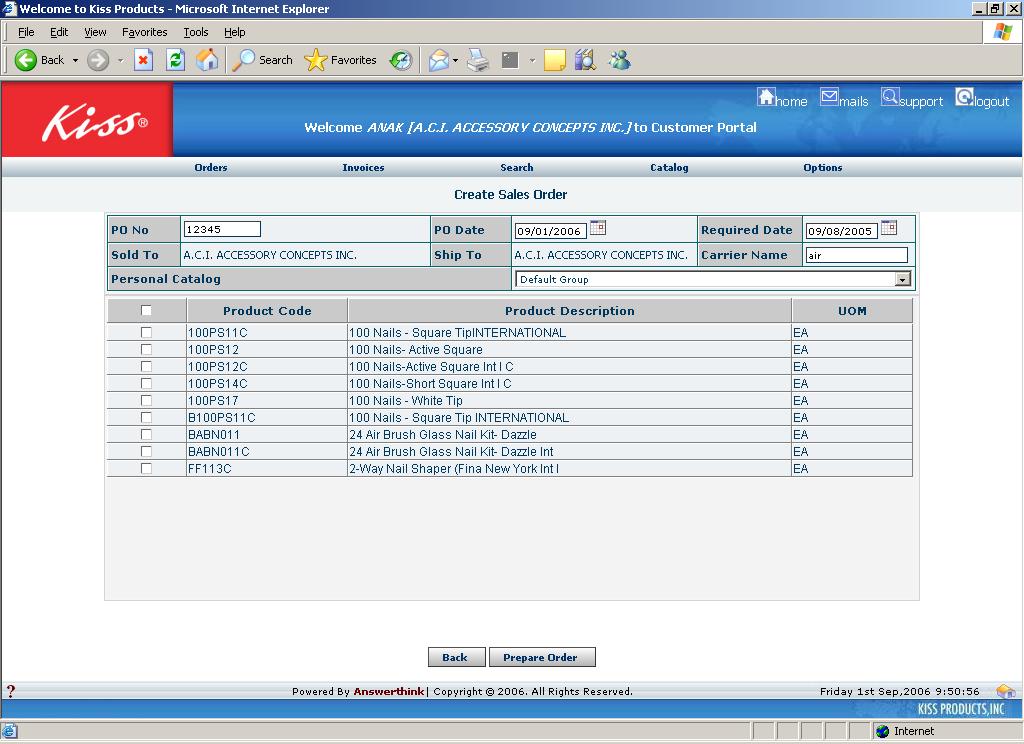 Welcome to Kiss Products - Microsoft Internet Explorer
File Edit View Favorites Tools Help
Back Search Favorites
Kiss®
home mails support logout
Welcome ANAK [A.C.I. ACCESSORY CONCEPTS INC.] to Customer Portal
Orders Invoices Search Catalog Options
Create Sales Order
PO No 12345 PO Date 09/01/2006 Required Date 09/08/2005
Sold To A.C.I. ACCESSORY CONCEPTS INC. Ship To A.C.I. ACCESSORY CONCEPTS INC. Carrier Name air
Personal Catalog Default Group
Product Code Product Description UOM
100PS11C 100 Nails - Square TipINTERNATIONAL EA
100PS12 100 Nails- Active Square EA
100PS12C 100 Nails-Active Square Int l C EA
100PS14C 100 Nails-Short Square Int l C EA
100PS17 100 Nails - White Tip EA
B100PS11C 100 Nails - Square Tip INTERNATIONAL EA
BABN011 24 Air Brush Glass Nail Kit- Dazzle EA
BABN011C 24 Air Brush Glass Nail Kit- Dazzle Int EA
FF113C 2-Way Nail Shaper (Fina New York Int l EA
Back Prepare Order
? Powered By Answerthink| Copyright © 2006. All Rights Reserved. Friday 1st Sep,2006 9:50:56
KISS PRODUCTS,INC
Internet